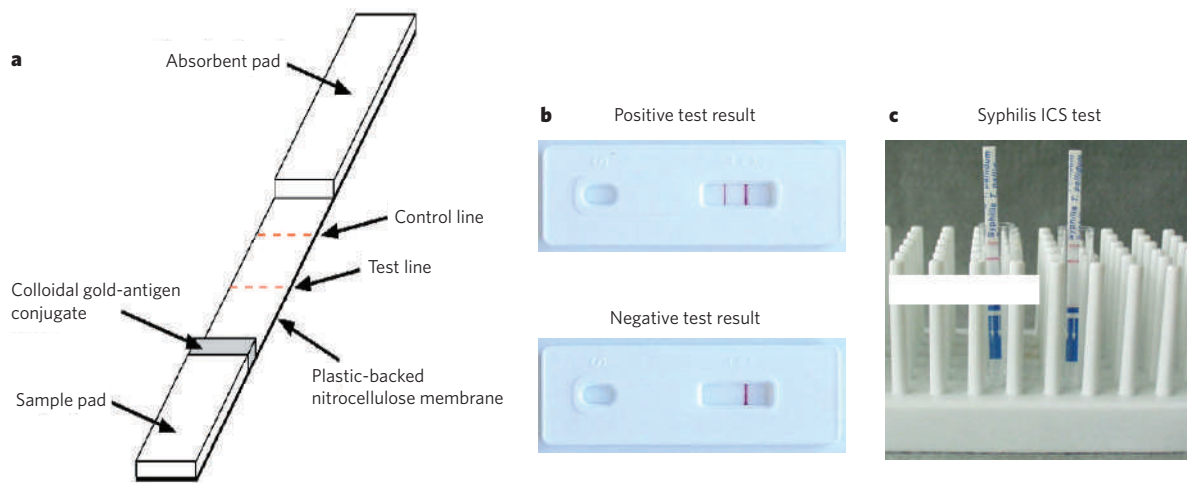 a
Absorbent pad
Control line
Test line
Colloidal gold-antigen
conjugate
Plastic-backed
nitrocellulose membrane
Sample pad
b
Positive test result
Negative test result
c
Syphilis ICS test
Syphilis T. pallidum
Syphilis T. pallidum